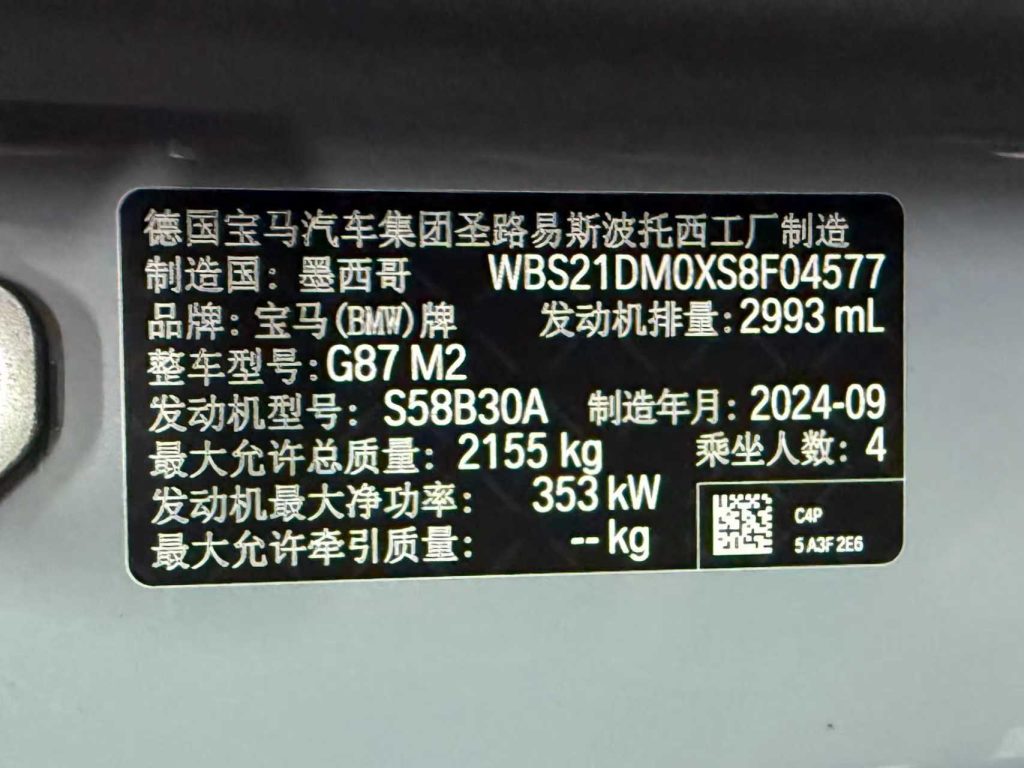 德国宝马汽车集团圣路易斯波托西工厂制造
制造国：墨西哥 WBS21DM0XS8F04577
品牌：宝马(BMW)牌 发动机排量：2993 mL
整车型号：G87 M2
发动机型号：S58B30A 制造年月：2024-09
最大允许总质量：2155 kg 乘坐人数：4
发动机最大净功率：353 kW
最大允许牵引质量：-- kg
C4P
5 A3F 2E6